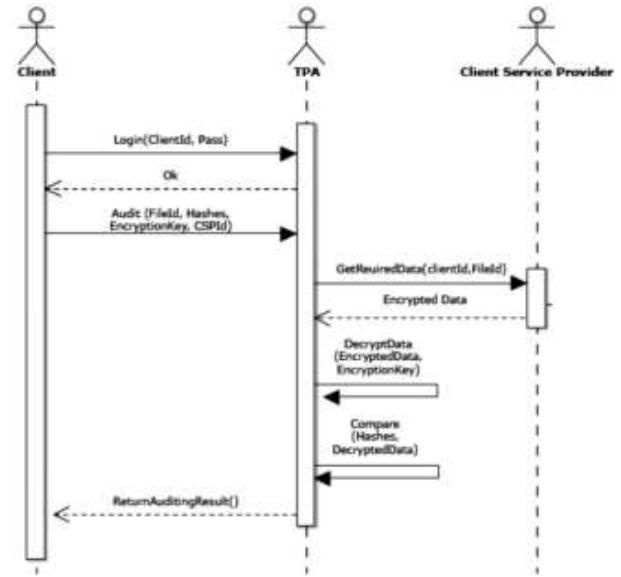 Client
TPA
Client Service Provider
Login(ClientId, Pass)
Ok
Audit (FileId, Hashes,
EncryptionKey, CSPId)
GetReuiredData(clientId,FileId)
Encrypted Data
DecryptData
(EncryptedData,
EncryptionKey)
Compare
(Hashes,
DecryptedData)
ReturnAuditingResult()